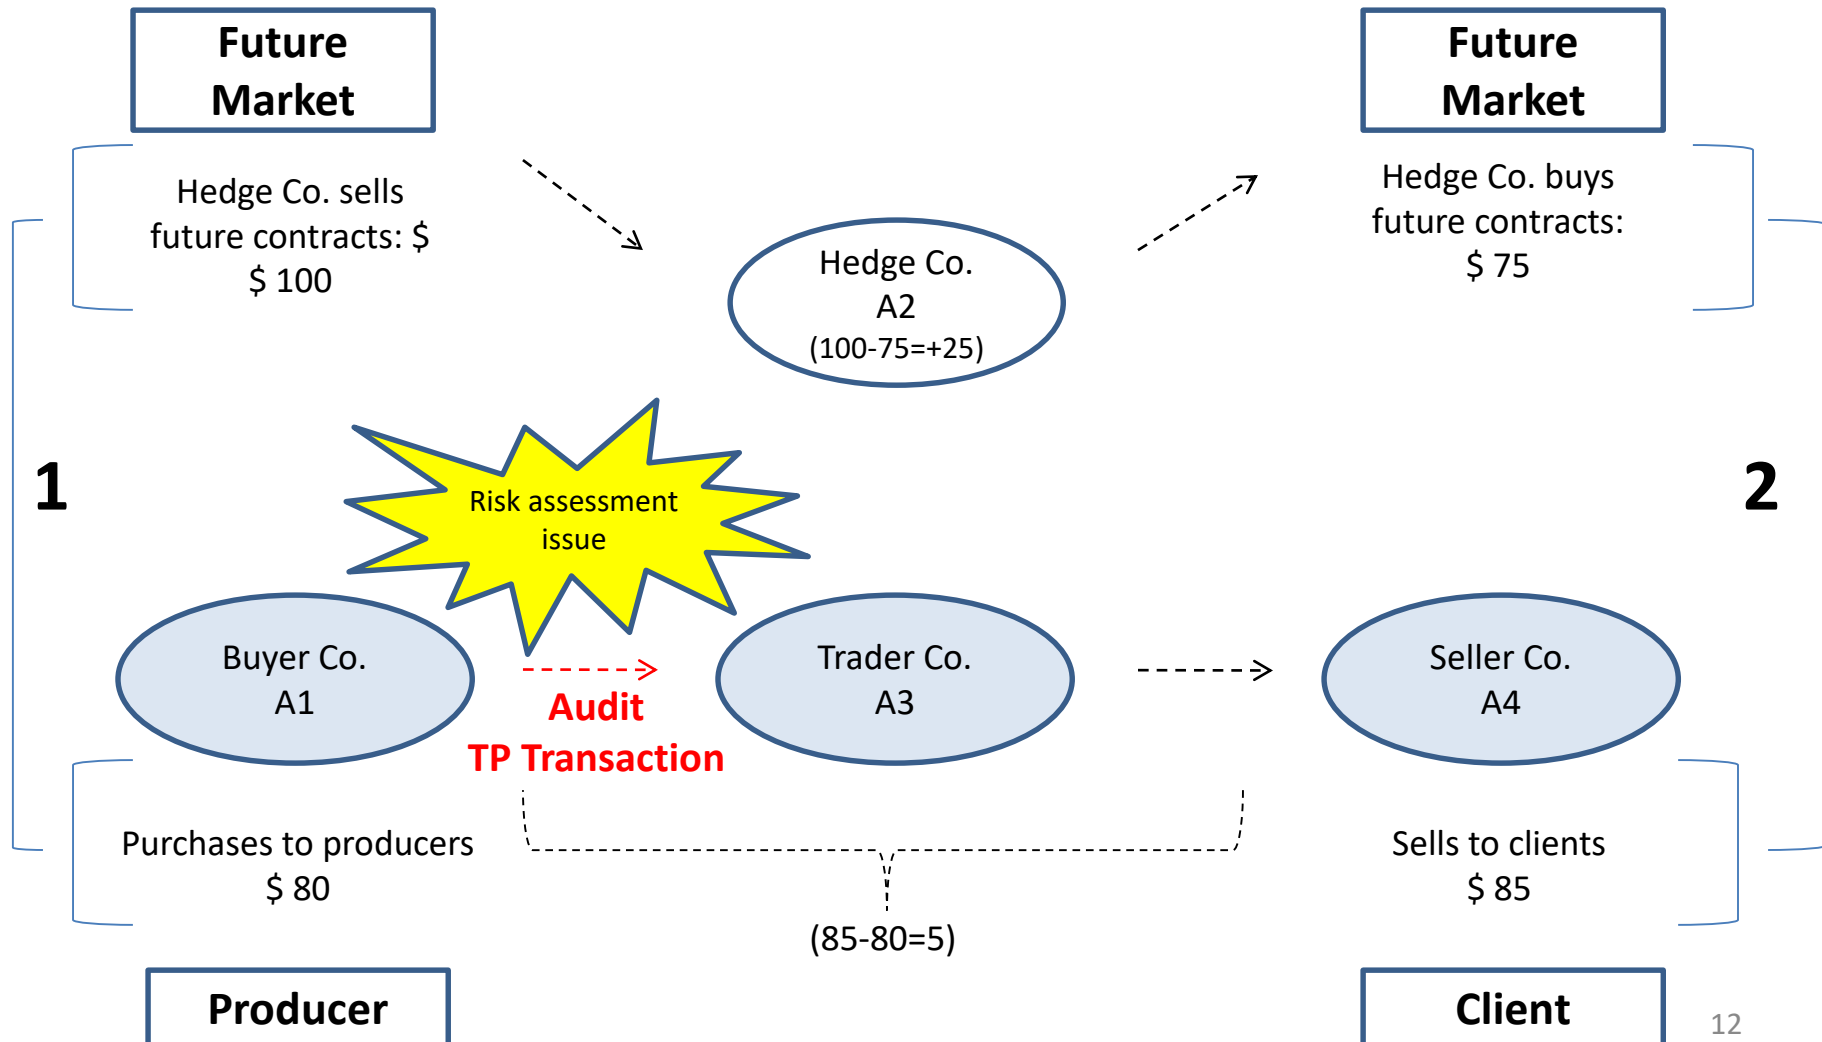 Future
Market
Future
Market
Hedge Co. sells
future contracts: $
$ 100
Hedge Co. buys
future contracts:
$ 75
Hedge Co.
A2
(100-75=+25)
Risk assessment
issue
1
2
Buyer Co.
A1
Trader Co.
A3
Seller Co.
A4
Audit
TP Transaction
Purchases to producers
$ 80
Sells to clients
$ 85
(85-80=5)
Producer
Client
12